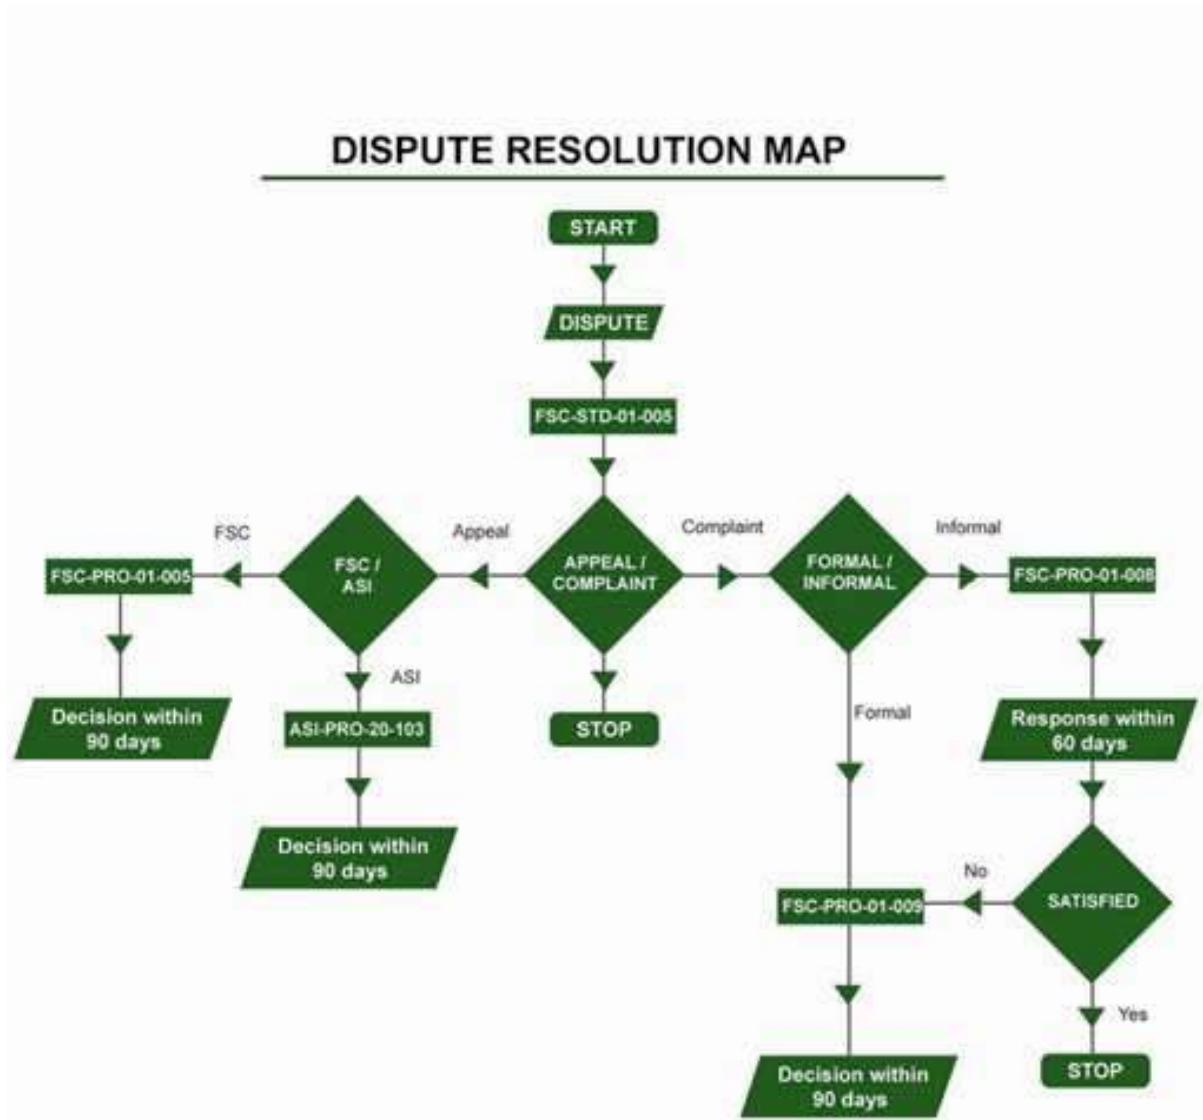 DISPUTE RESOLUTION MAP
START
DISPUTE
FSC-STD-01-005
FSC
Appeal
Complaint
Informal
FSC-PRO-01-005
FSC /
ASI
APPEAL /
COMPLAINT
FORMAL /
INFORMAL
FSC-PRO-01-008
ASI
Decision within
90 days
ASI-PRO-20-103
STOP
Formal
Response within
60 days
Decision within
90 days
No
FSC-PRO-01-009
SATISFIED
Yes
Decision within
90 days
STOP